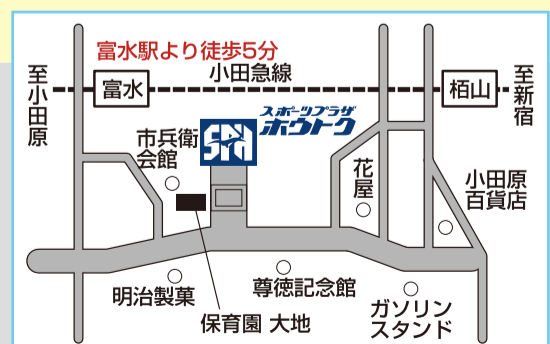 富水駅より徒歩5分
至小田原
富水
小田急線
栢山
至新宿
市兵衛
会館
SPH
スポーツプラザ
ホウトク
花屋
小田原
百貨店
明治製菓
保育園 大地
尊徳記念館
ガソリン
スタンド